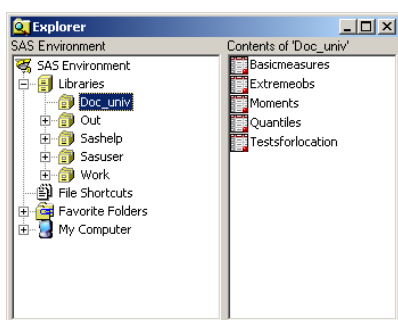 Explorer
SAS Environment
Contents of 'Doc_univ'
SAS Environment
Libraries
Doc_univ
Out
Sashelp
Sasuser
Work
File Shortcuts
Favorite Folders
My Computer
Basicmeasures
Extremeobs
Moments
Quantiles
Testsforlocation